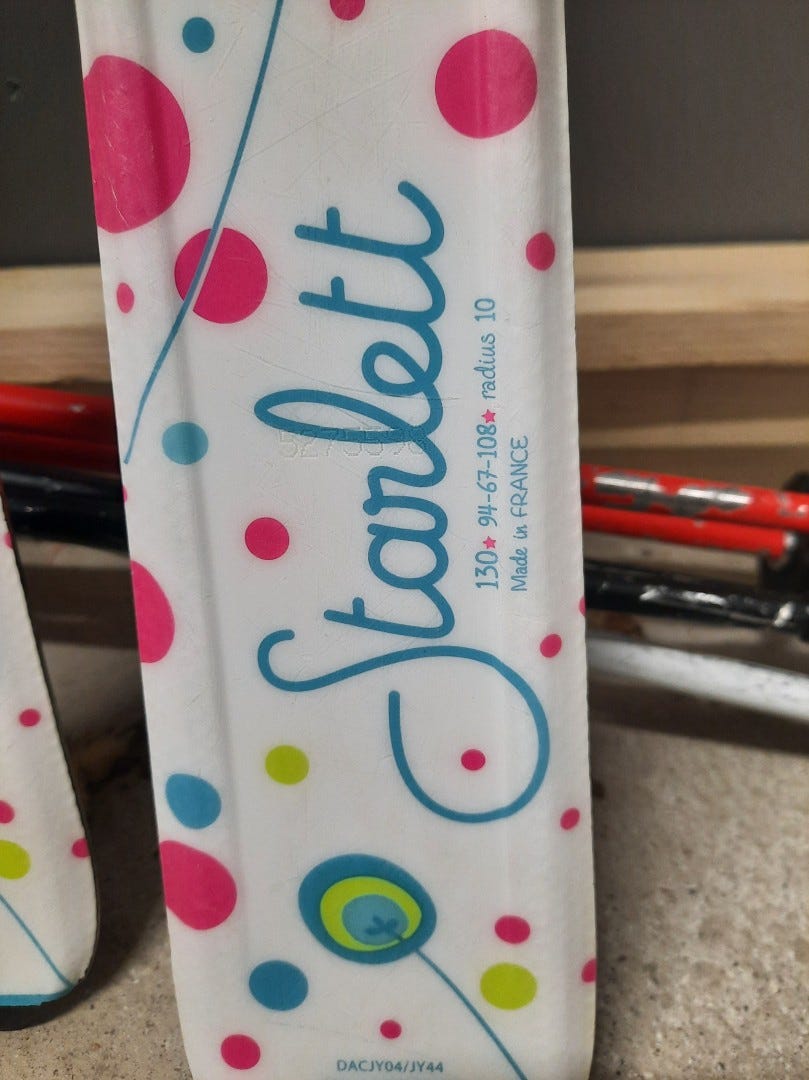 Starlett
130★ 94-67-108★ radius 10
Made in FRANCE
DACJY04/JY44